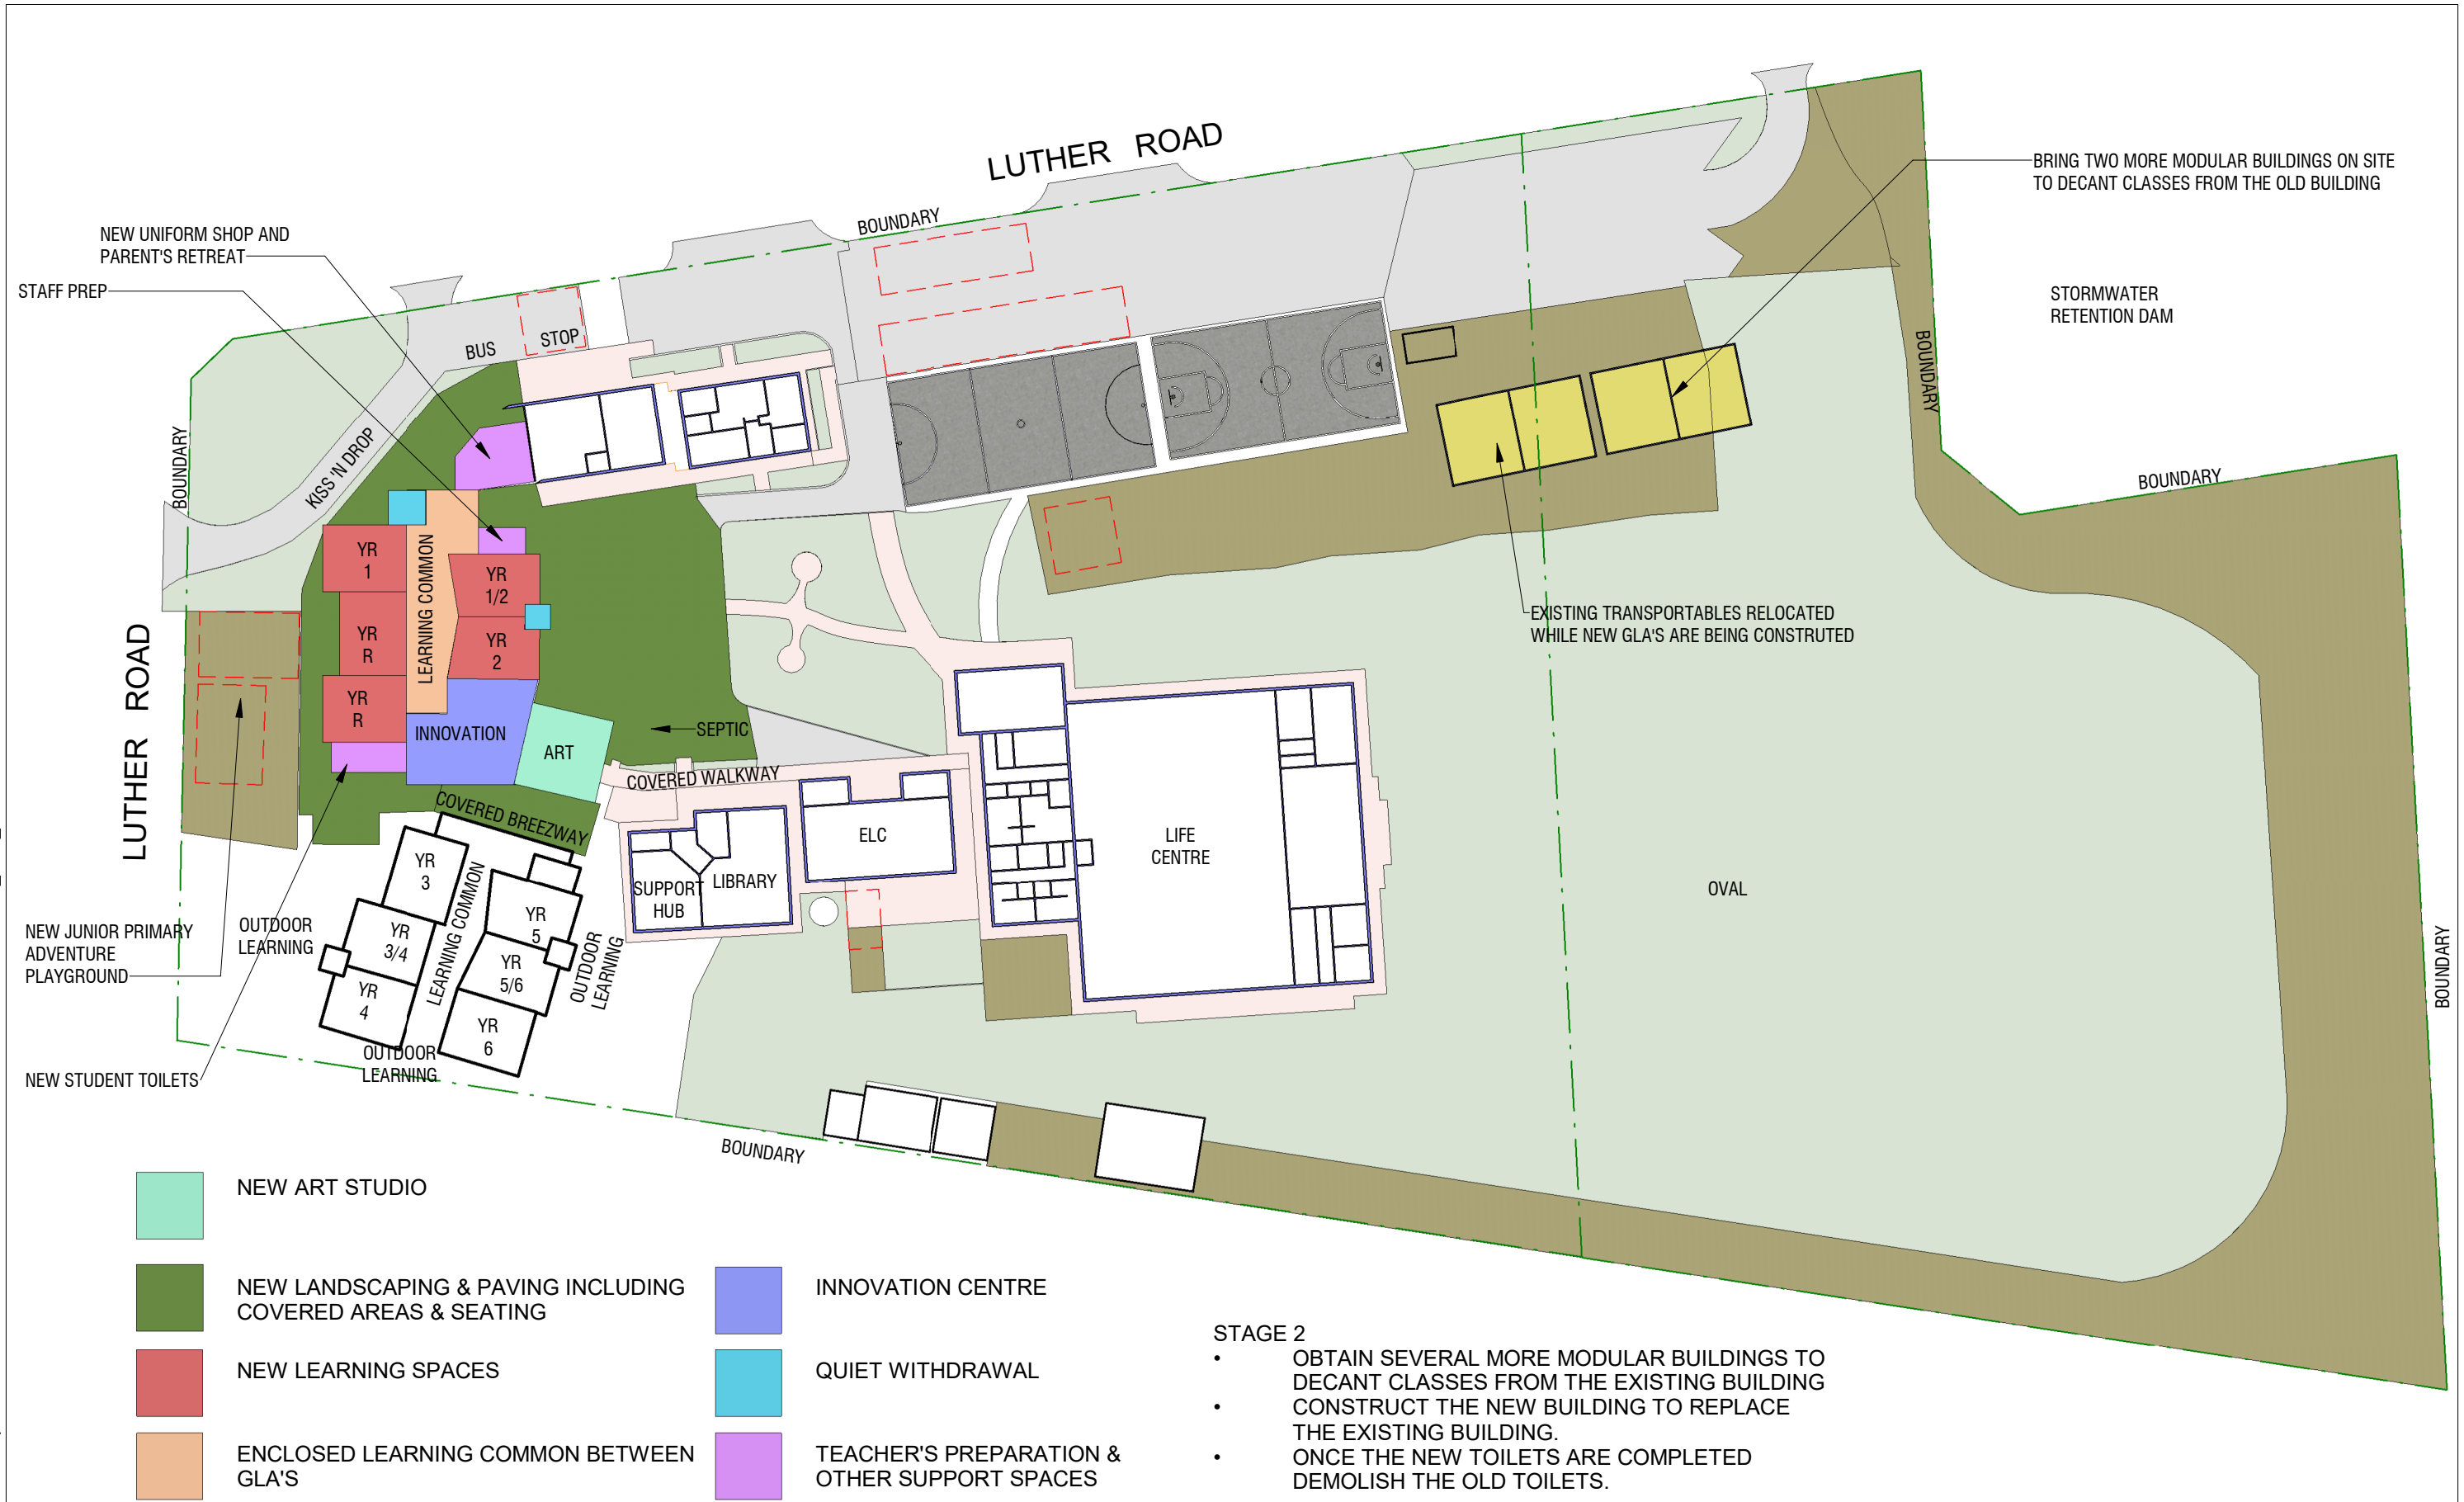 LUTHER ROAD
BRING TWO MORE MODULAR BUILDINGS ON SITE
TO DECANT CLASSES FROM THE OLD BUILDING
BOUNDARY
NEW UNIFORM SHOP AND
PARENT'S RETREAT
STAFF PREP
STORMWATER
RETENTION DAM
BUS STOP
BOUNDARY
BOUNDARY
KISS 'N DROP
BOUNDARY
YR
1
LEARNING COMMON
YR
1/2
YR
R
YR
2
EXISTING TRANSPORTABLES RELOCATED
WHILE NEW GLA'S ARE BEING CONSTRUTED
LUTHER ROAD
YR
R
INNOVATION
ART
SEPTIC
COVERED WALKWAY
COVERED BREEZWAY
ELC
LIFE
CENTRE
SUPPORT
HUB
LIBRARY
OVAL
YR
3
LEARNING COMMON
YR
5
NEW JUNIOR PRIMARY
ADVENTURE
PLAYGROUND
OUTDOOR
LEARNING
YR
3/4
YR
5/6
OUTDOOR
LEARNING
BOUNDARY
YR
4
YR
6
OUTDOOR
LEARNING
NEW STUDENT TOILETS
BOUNDARY
NEW ART STUDIO
NEW LANDSCAPING & PAVING INCLUDING
COVERED AREAS & SEATING
NEW LEARNING SPACES
ENCLOSED LEARNING COMMON BETWEEN
GLA'S
INNOVATION CENTRE
QUIET WITHDRAWAL
TEACHER'S PREPARATION &
OTHER SUPPORT SPACES
STAGE 2
• OBTAIN SEVERAL MORE MODULAR BUILDINGS TO
DECANT CLASSES FROM THE EXISTING BUILDING
• CONSTRUCT THE NEW BUILDING TO REPLACE
THE EXISTING BUILDING.
• ONCE THE NEW TOILETS ARE COMPLETED
DEMOLISH THE OLD TOILETS.